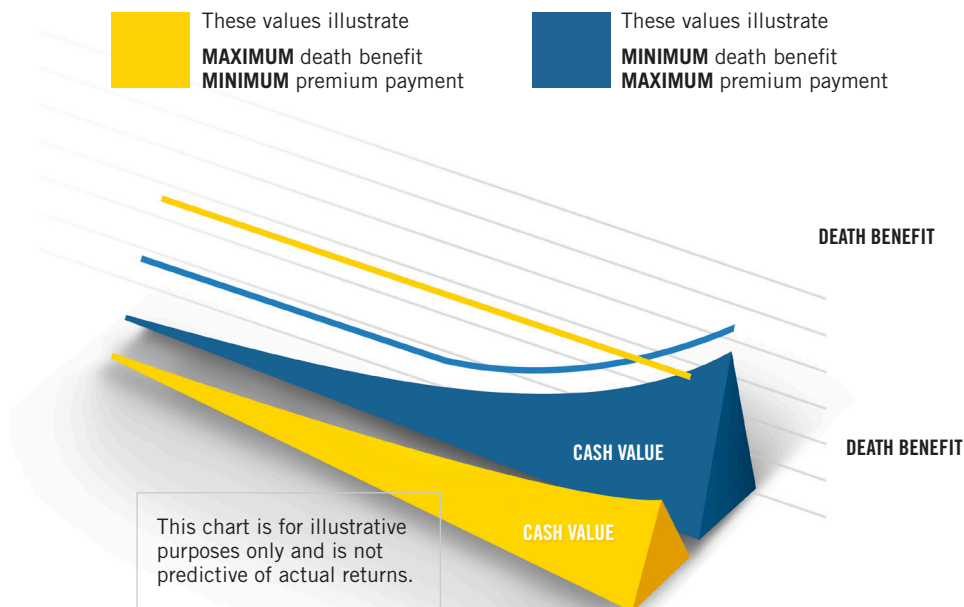 These values illustrate
MAXIMUM death benefit
MINIMUM premium payment
These values illustrate
MINIMUM death benefit
MAXIMUM premium payment
DEATH BENEFIT
DEATH BENEFIT
CASH VALUE
CASH VALUE
This chart is for illustrative
purposes only and is not
predictive of actual returns.